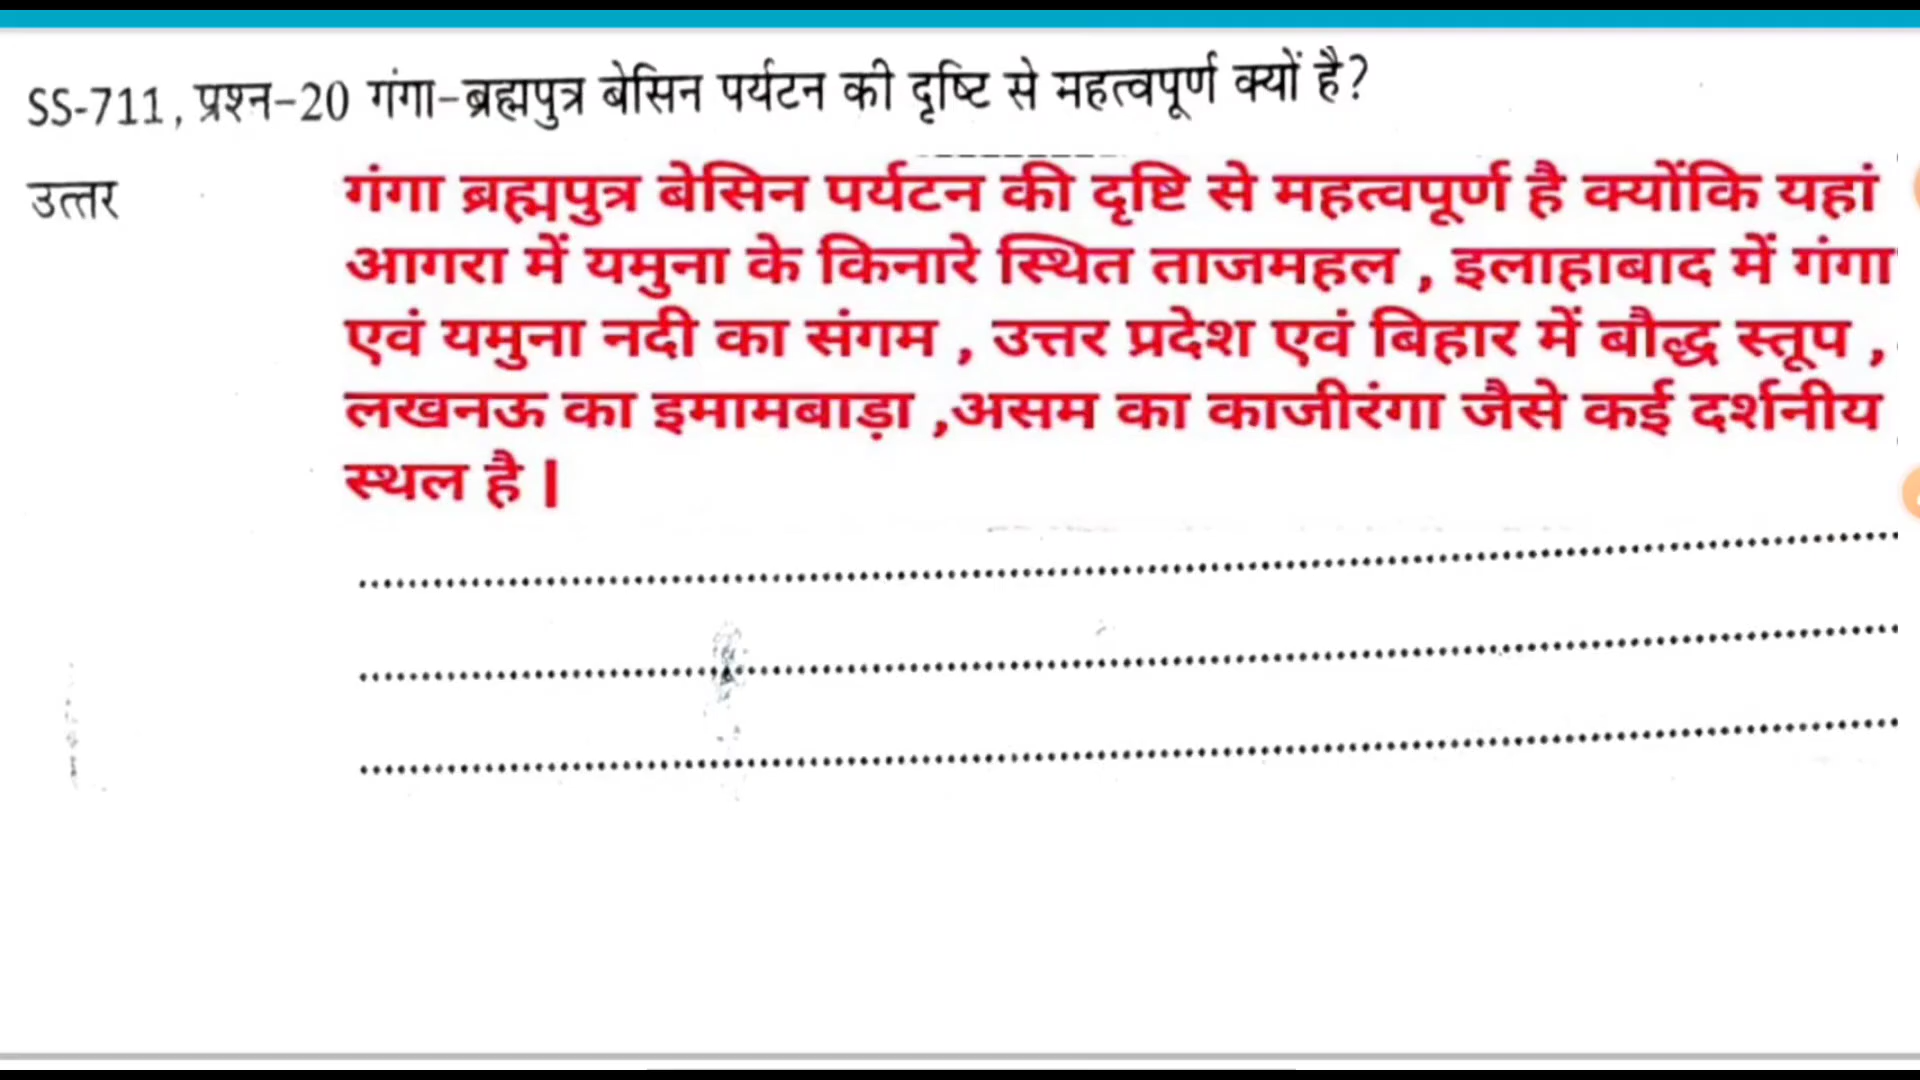 SS-711, प्रश्न-20 गंगा-ब्रह्मपुत्र बेसिन पर्यटन की दृष्टि से महत्वपूर्ण क्यों है?
उत्तर गंगा ब्रह्मपुत्र बेसिन पर्यटन की दृष्टि से महत्वपूर्ण है क्योंकि यहां
आगरा में यमुना के किनारे स्थित ताजमहल , इलाहाबाद में गंगा
एवं यमुना नदी का संगम , उत्तर प्रदेश एवं बिहार में बौद्ध स्तूप ,
लखनऊ का इमामबाड़ा ,असम का काजीरंगा जैसे कई दर्शनीय
स्थल है |